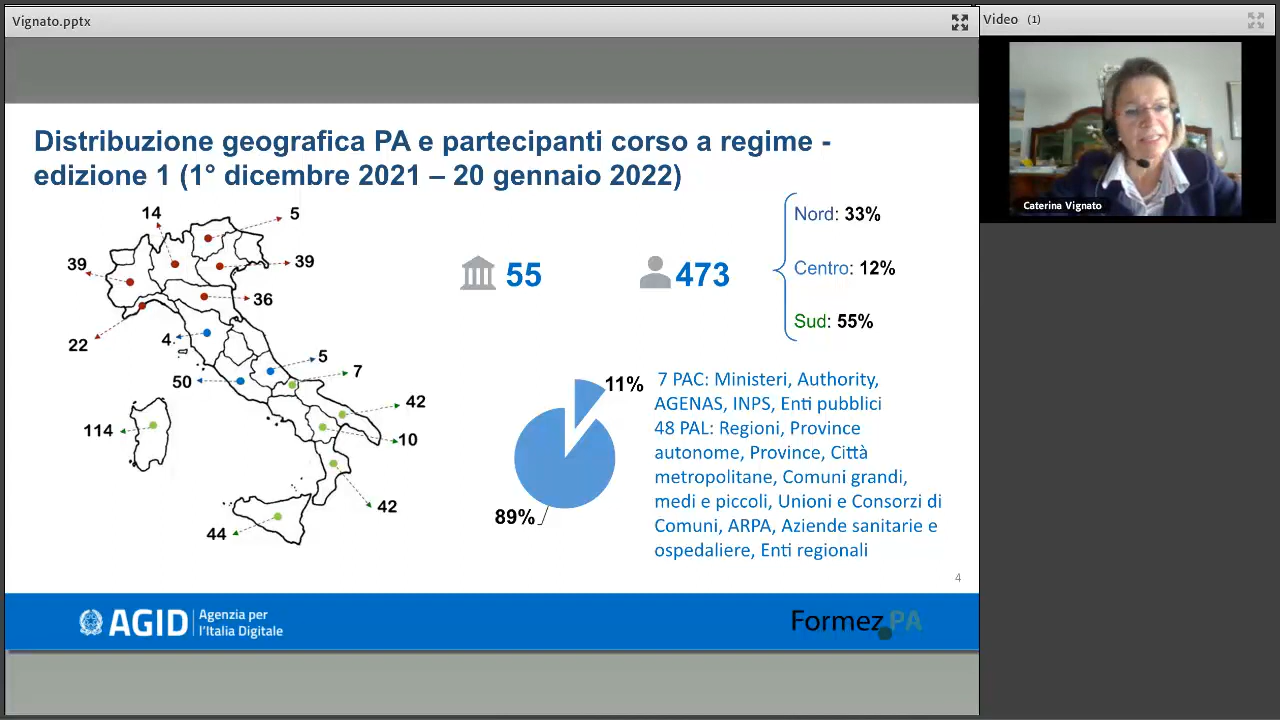 Vignato.pptx
Video (1)
Caterina Vignato
Distribuzione geografica PA e partecipanti corso a regime -
edizione 1 (1° dicembre 2021 – 20 gennaio 2022)
14
5
39
39
36
22
4
5
50
7
42
114
10
42
44
55
473
Nord: 33%
Centro: 12%
Sud: 55%
11%
89%
7 PAC: Ministeri, Authority,
AGENAS, INPS, Enti pubblici
48 PAL: Regioni, Province
autonome, Province, Città
metropolitane, Comuni grandi,
medi e piccoli, Unioni e Consorzi di
Comuni, ARPA, Aziende sanitarie e
ospedaliere, Enti regionali
4
AGID Agenzia per
l'Italia Digitale
Formez PA